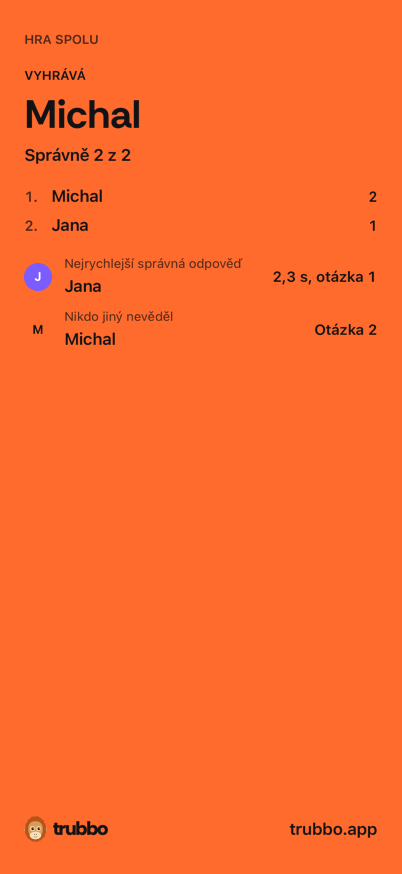 HRA SPOLU
VYHRÁVÁ
Michal
Správně 2 z 2
1. Michal 2
2. Jana 1
J
Nejrychlejší správná odpověď
Jana
2,3 s, otázka 1
M
Nikdo jiný nevěděl
Michal
Otázka 2
trubbo
trubbo.app